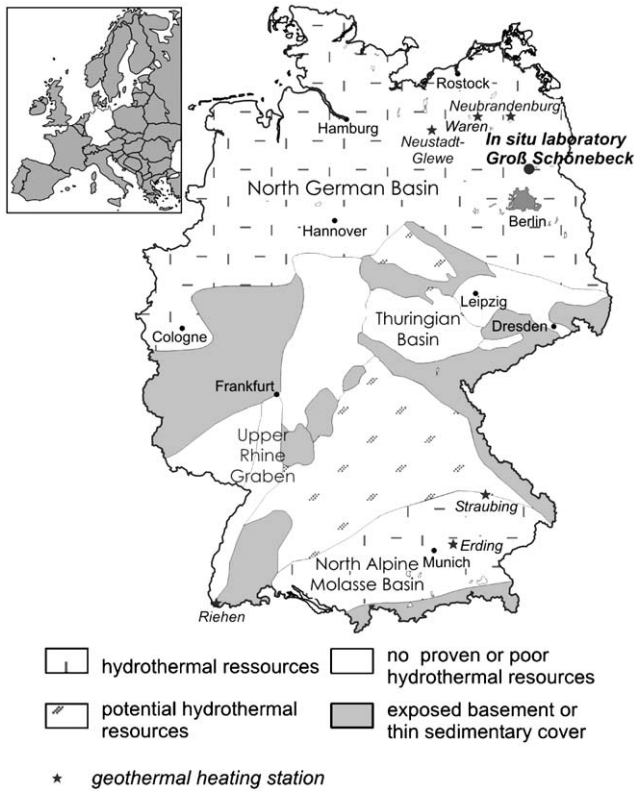 Rostock
Neubrandenburg
Waren
Hamburg
Neustadt-
Glewe
In situ laboratory
Groß Schönebeck
North German Basin
Berlin
Hannover
Leipzig
Thuringian
Basin
Dresden
Cologne
Frankfurt
Upper
Rhine
Graben
Straubing
Erding
Munich
North Alpine
Molasse Basin
Riehen
hydrothermal ressources
no proven or poor
hydrothermal resources
potential hydrothermal
resources
exposed basement or
thin sedimentary cover
geothermal heating station